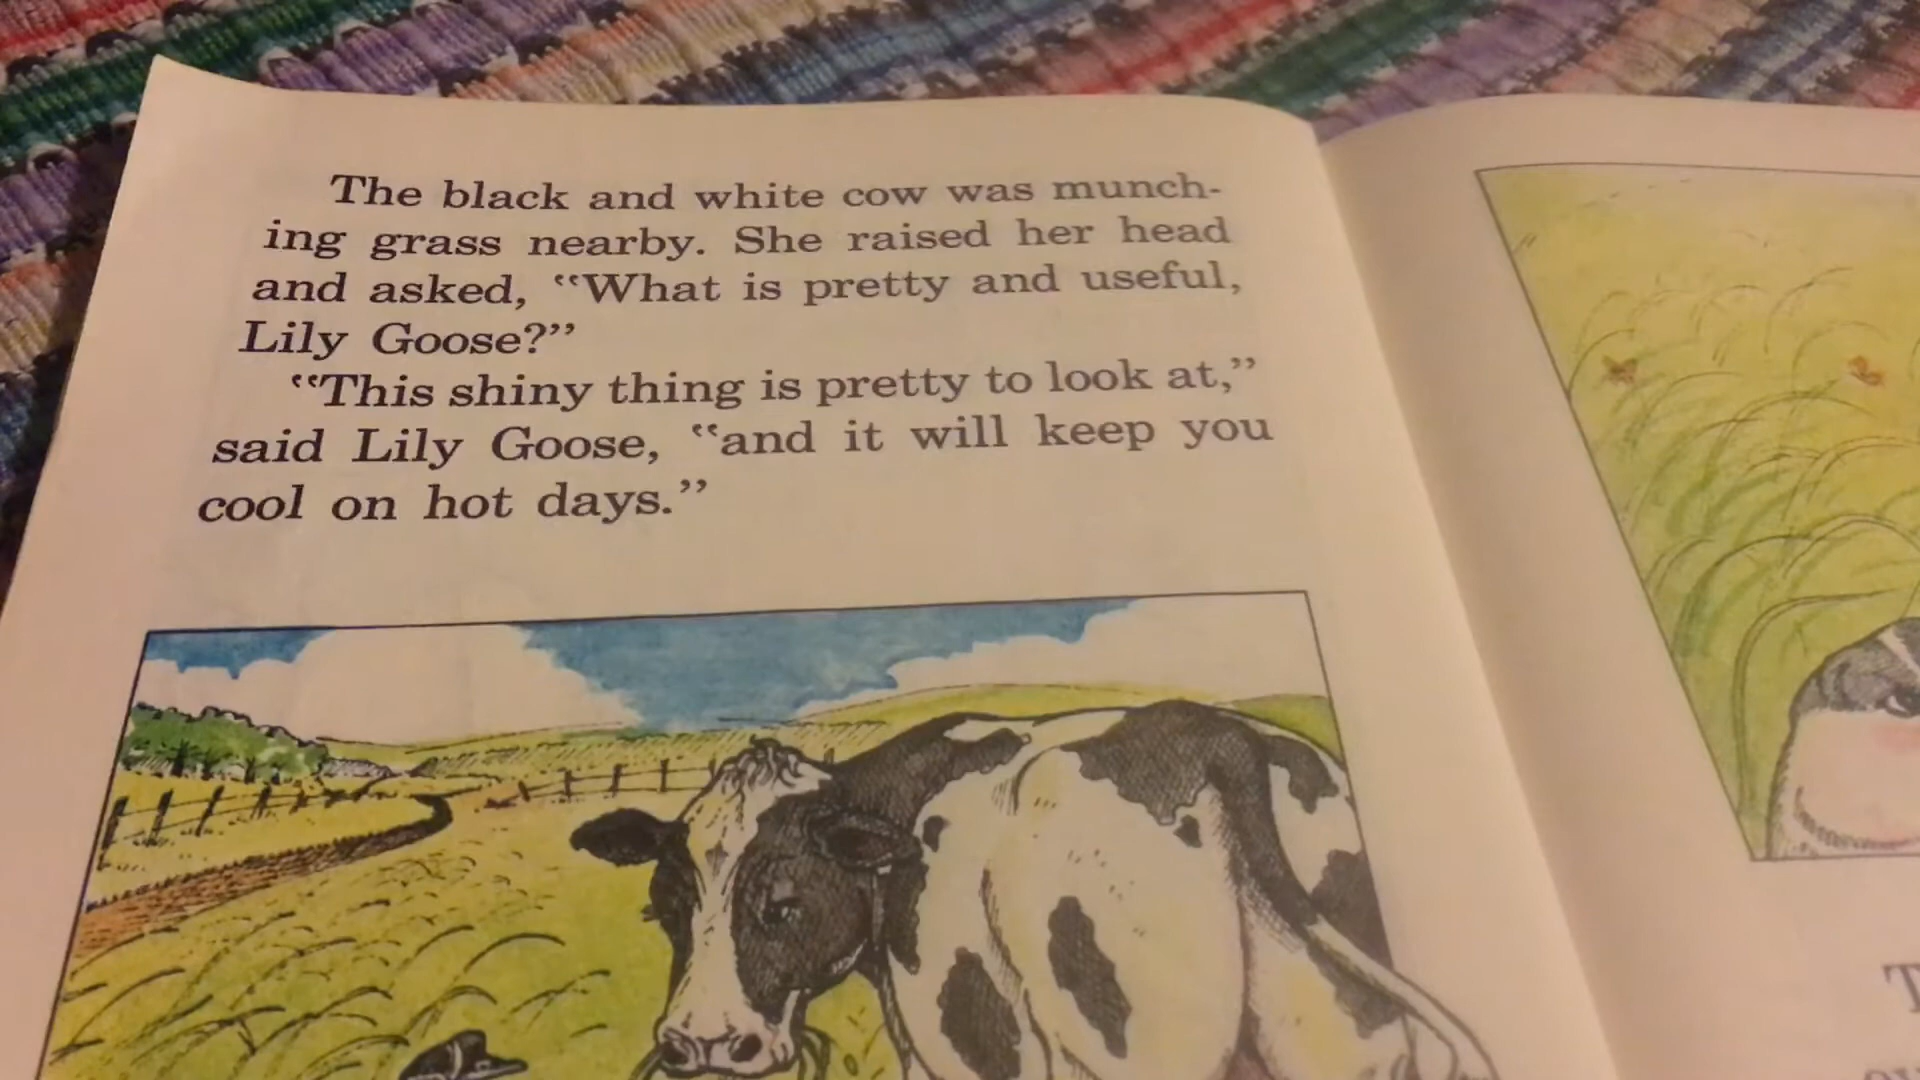 The black and white cow was munch-
ing grass nearby. She raised her head
and asked, "What is pretty and useful,
Lily Goose?"
"This shiny thing is pretty to look at,"
said Lily Goose, "and it will keep you
cool on hot days."